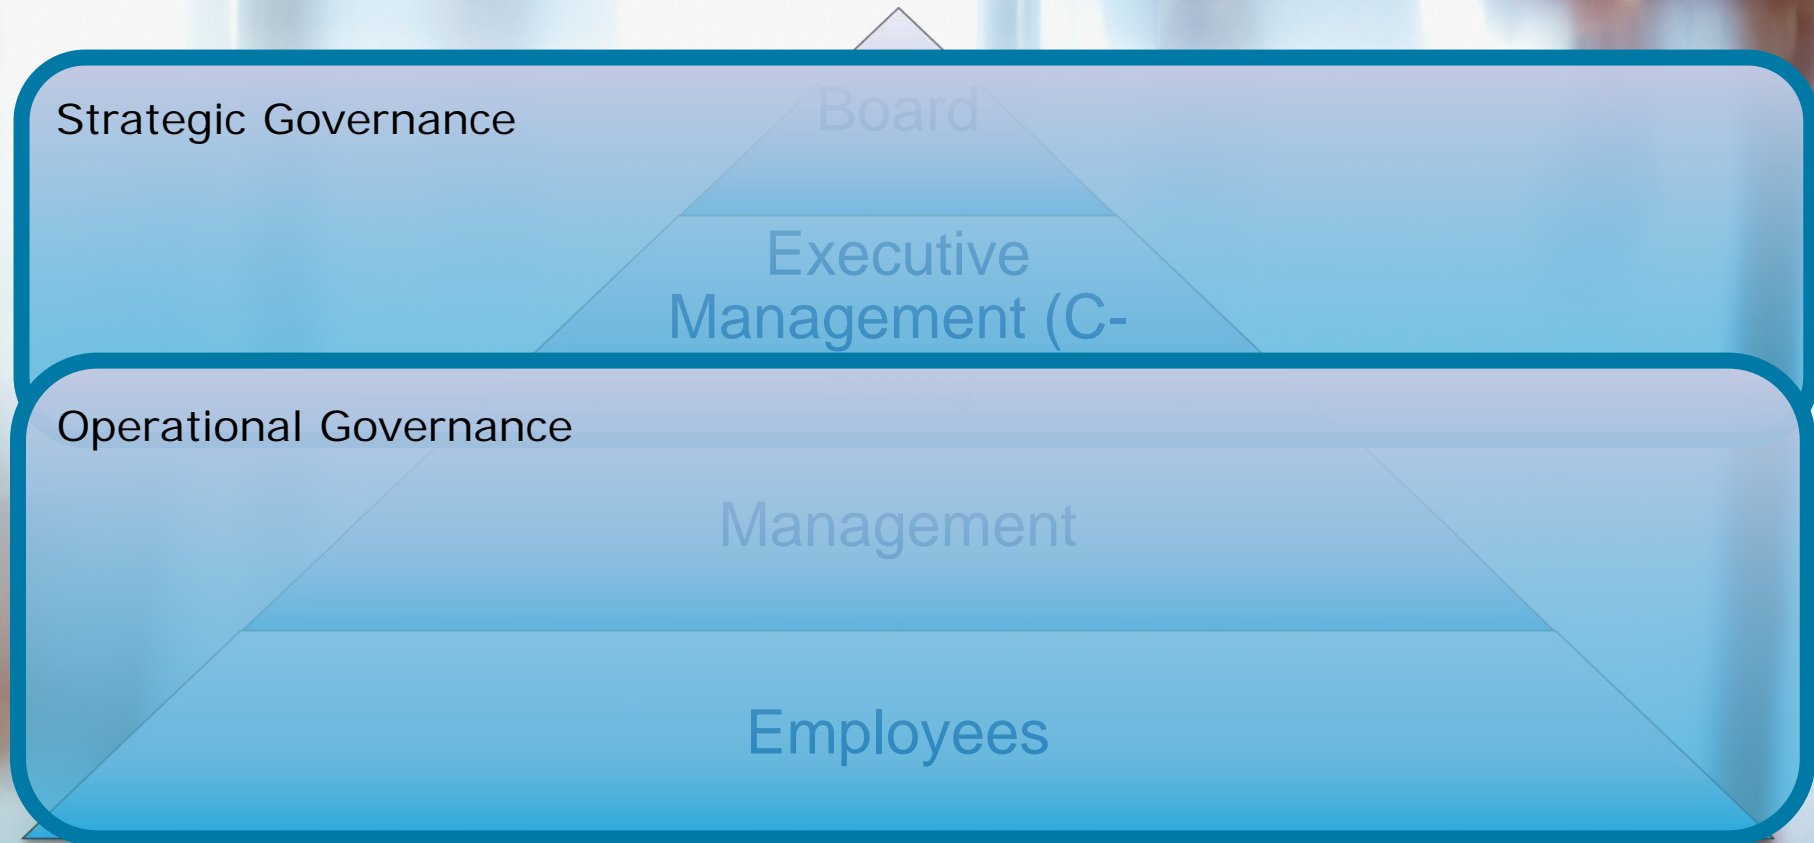 Strategic Governance
Board
Executive
Management (C-
Operational Governance
Management
Employees